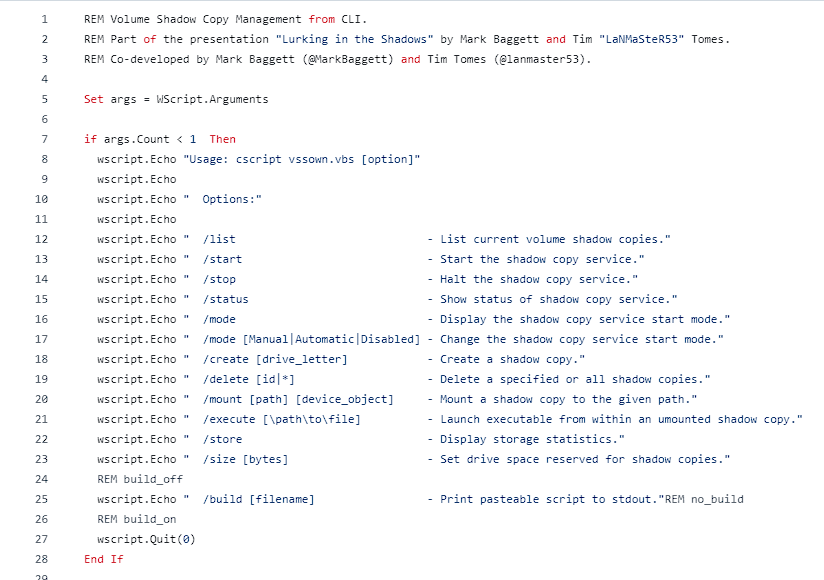 1 REM Volume Shadow Copy Management from CLI.
2 REM Part of the presentation "Lurking in the Shadows" by Mark Baggett and Tim "LaNMaSteR53" Tomes.
3 REM Co-developed by Mark Baggett (@MarkBaggett) and Tim Tomes (@lanmaster53).
4
5 Set args = WScript.Arguments
6
7 if args.Count < 1  Then
8   wscript.Echo "Usage: cscript vssown.vbs [option]"
9   wscript.Echo
10   wscript.Echo "  Options:"
11   wscript.Echo
12   wscript.Echo "  /list                             - List current volume shadow copies."
13   wscript.Echo "  /start                            - Start the shadow copy service."
14   wscript.Echo "  /stop                             - Halt the shadow copy service."
15   wscript.Echo "  /status                           - Show status of shadow copy service."
16   wscript.Echo "  /mode                             - Display the shadow copy service start mode."
17   wscript.Echo "  /mode [Manual|Automatic|Disabled] - Change the shadow copy service start mode."
18   wscript.Echo "  /create [drive_letter]            - Create a shadow copy."
19   wscript.Echo "  /delete [id|*]                    - Delete a specified or all shadow copies."
20   wscript.Echo "  /mount [path] [device_object]     - Mount a shadow copy to the given path."
21   wscript.Echo "  /execute [\path\to\file]          - Launch executable from within an umounted shadow copy."
22   wscript.Echo "  /store                            - Display storage statistics."
23   wscript.Echo "  /size [bytes]                     - Set drive space reserved for shadow copies."
24   REM build_off
25   wscript.Echo "  /build [filename]                 - Print pasteable script to stdout."REM no_build
26   REM build_on
27   wscript.Quit(0)
28 End If
29